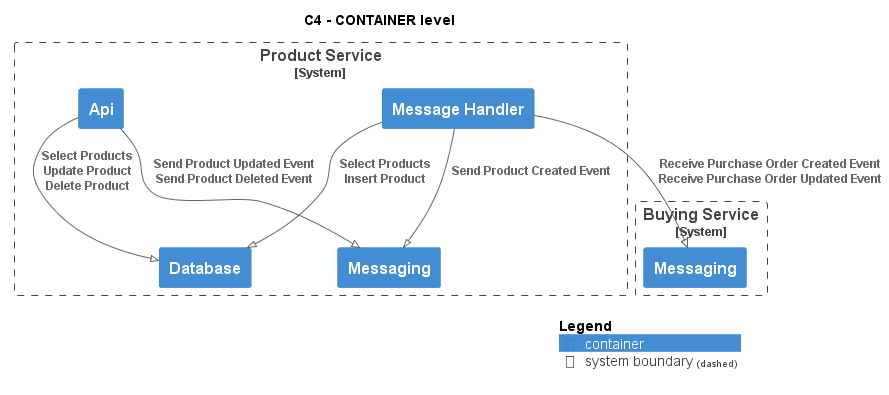 C4 - CONTAINER level
Product Service
[System]
Api
Message Handler
Select Products
Update Product
Delete Product
Send Product Updated Event
Send Product Deleted Event
Select Products
Insert Product
Send Product Created Event
Receive Purchase Order Created Event
Receive Purchase Order Updated Event
Buying Service
[System]
Database
Messaging
Messaging
Legend
container
system boundary (dashed)